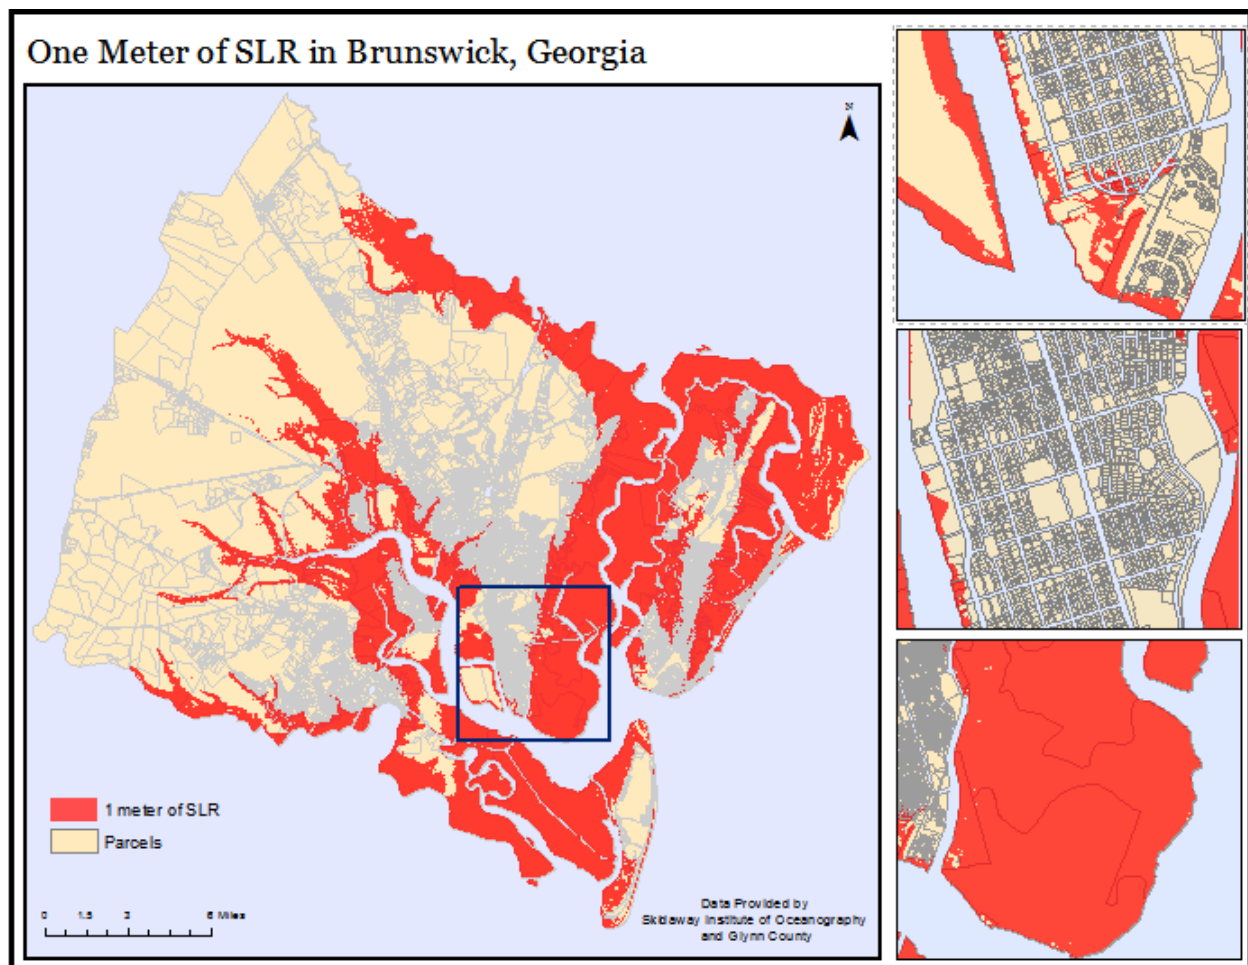 One Meter of SLR in Brunswick, Georgia
N
1 meter of SLR
Parcels
0 1.5 3 6 Miles
Data Provided by
Skidaway Institute of Oceanography
and Glynn County